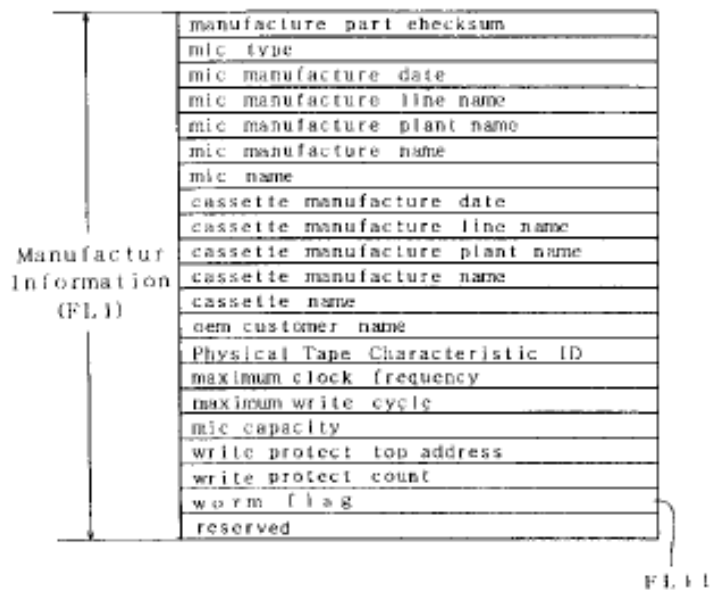 manufacture part checksum
mic type
mic manufacture date
mic manufacture line name
mic manufacture plant name
mic manufacture name
mic name
cassette manufacture date
cassette manufacture line name
cassette manufacture plant name
cassette manufacture name
cassette name
oem customer name
Physical Tape Characteristic ID
maximum clock frequency
maximum write cycle
mic capacity
write protect top address
write protect count
worm flag
reserved
Manufactur
Information
(FL1)